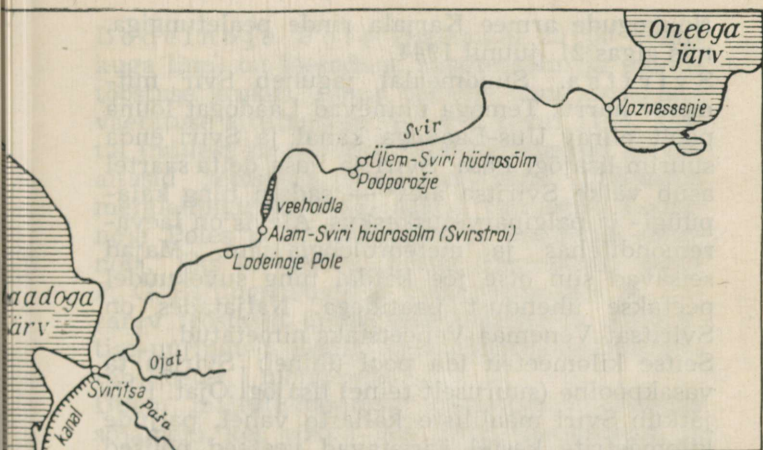 Oneega
järv
Svir
Voznessenje
Ülem-Sviri hüdrosõlm
Podporožje
veehoidla
Alam-Sviri hüdrosõlm (Svirstroi)
Lodeinoje Pole
aadoga
ärv
Ojat
Sviritsa
Paša
kanal